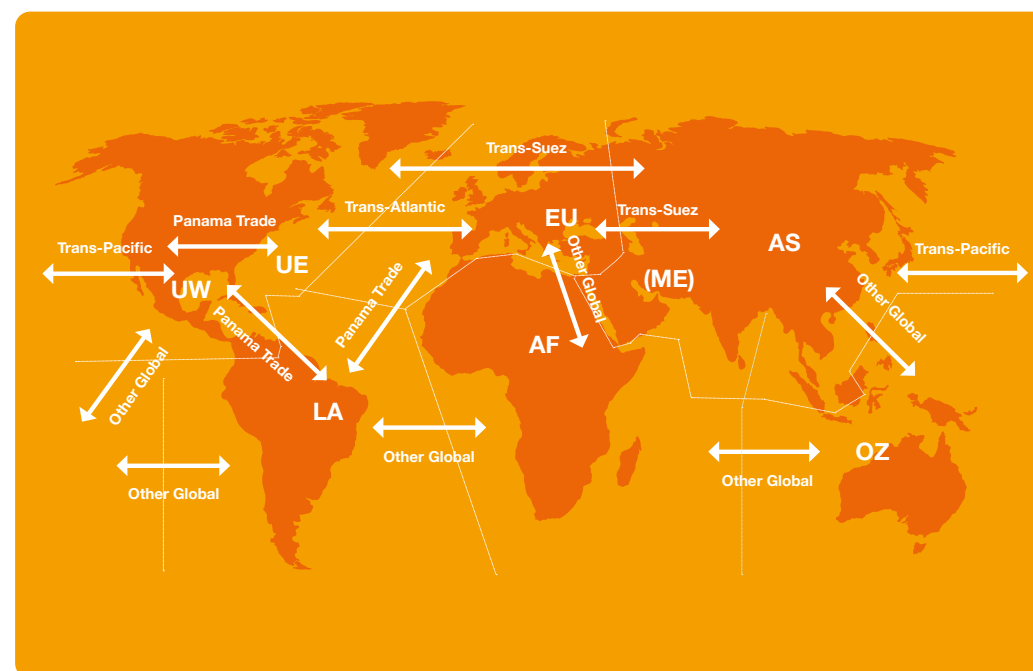 Trans-Suez
Trans-Atlantic
Panama Trade
EU
Trans-Suez
Trans-Pacific
UE
AS
Trans-Pacific
UW
Panama Trade
Other Global
(ME)
Other Global
Panama Trade
AF
Other Global
LA
Other Global
OZ
Other Global
Other Global